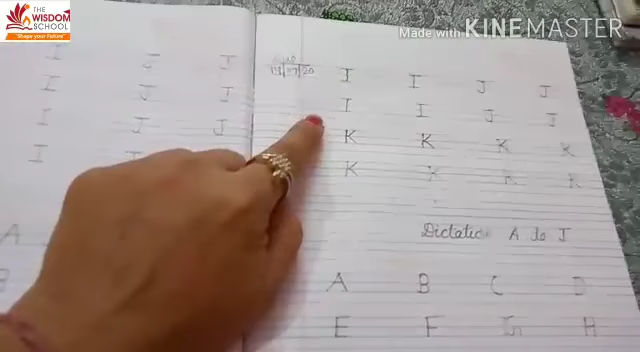 THE
WISDOM
SCHOOL
"Shape your Future"
Made with KINEMASTER
I J J
I J J
I J J
I
A
B
I I J J
I I J J
K K K K
K K K K
Dictation A to J
A B C D
E F G H